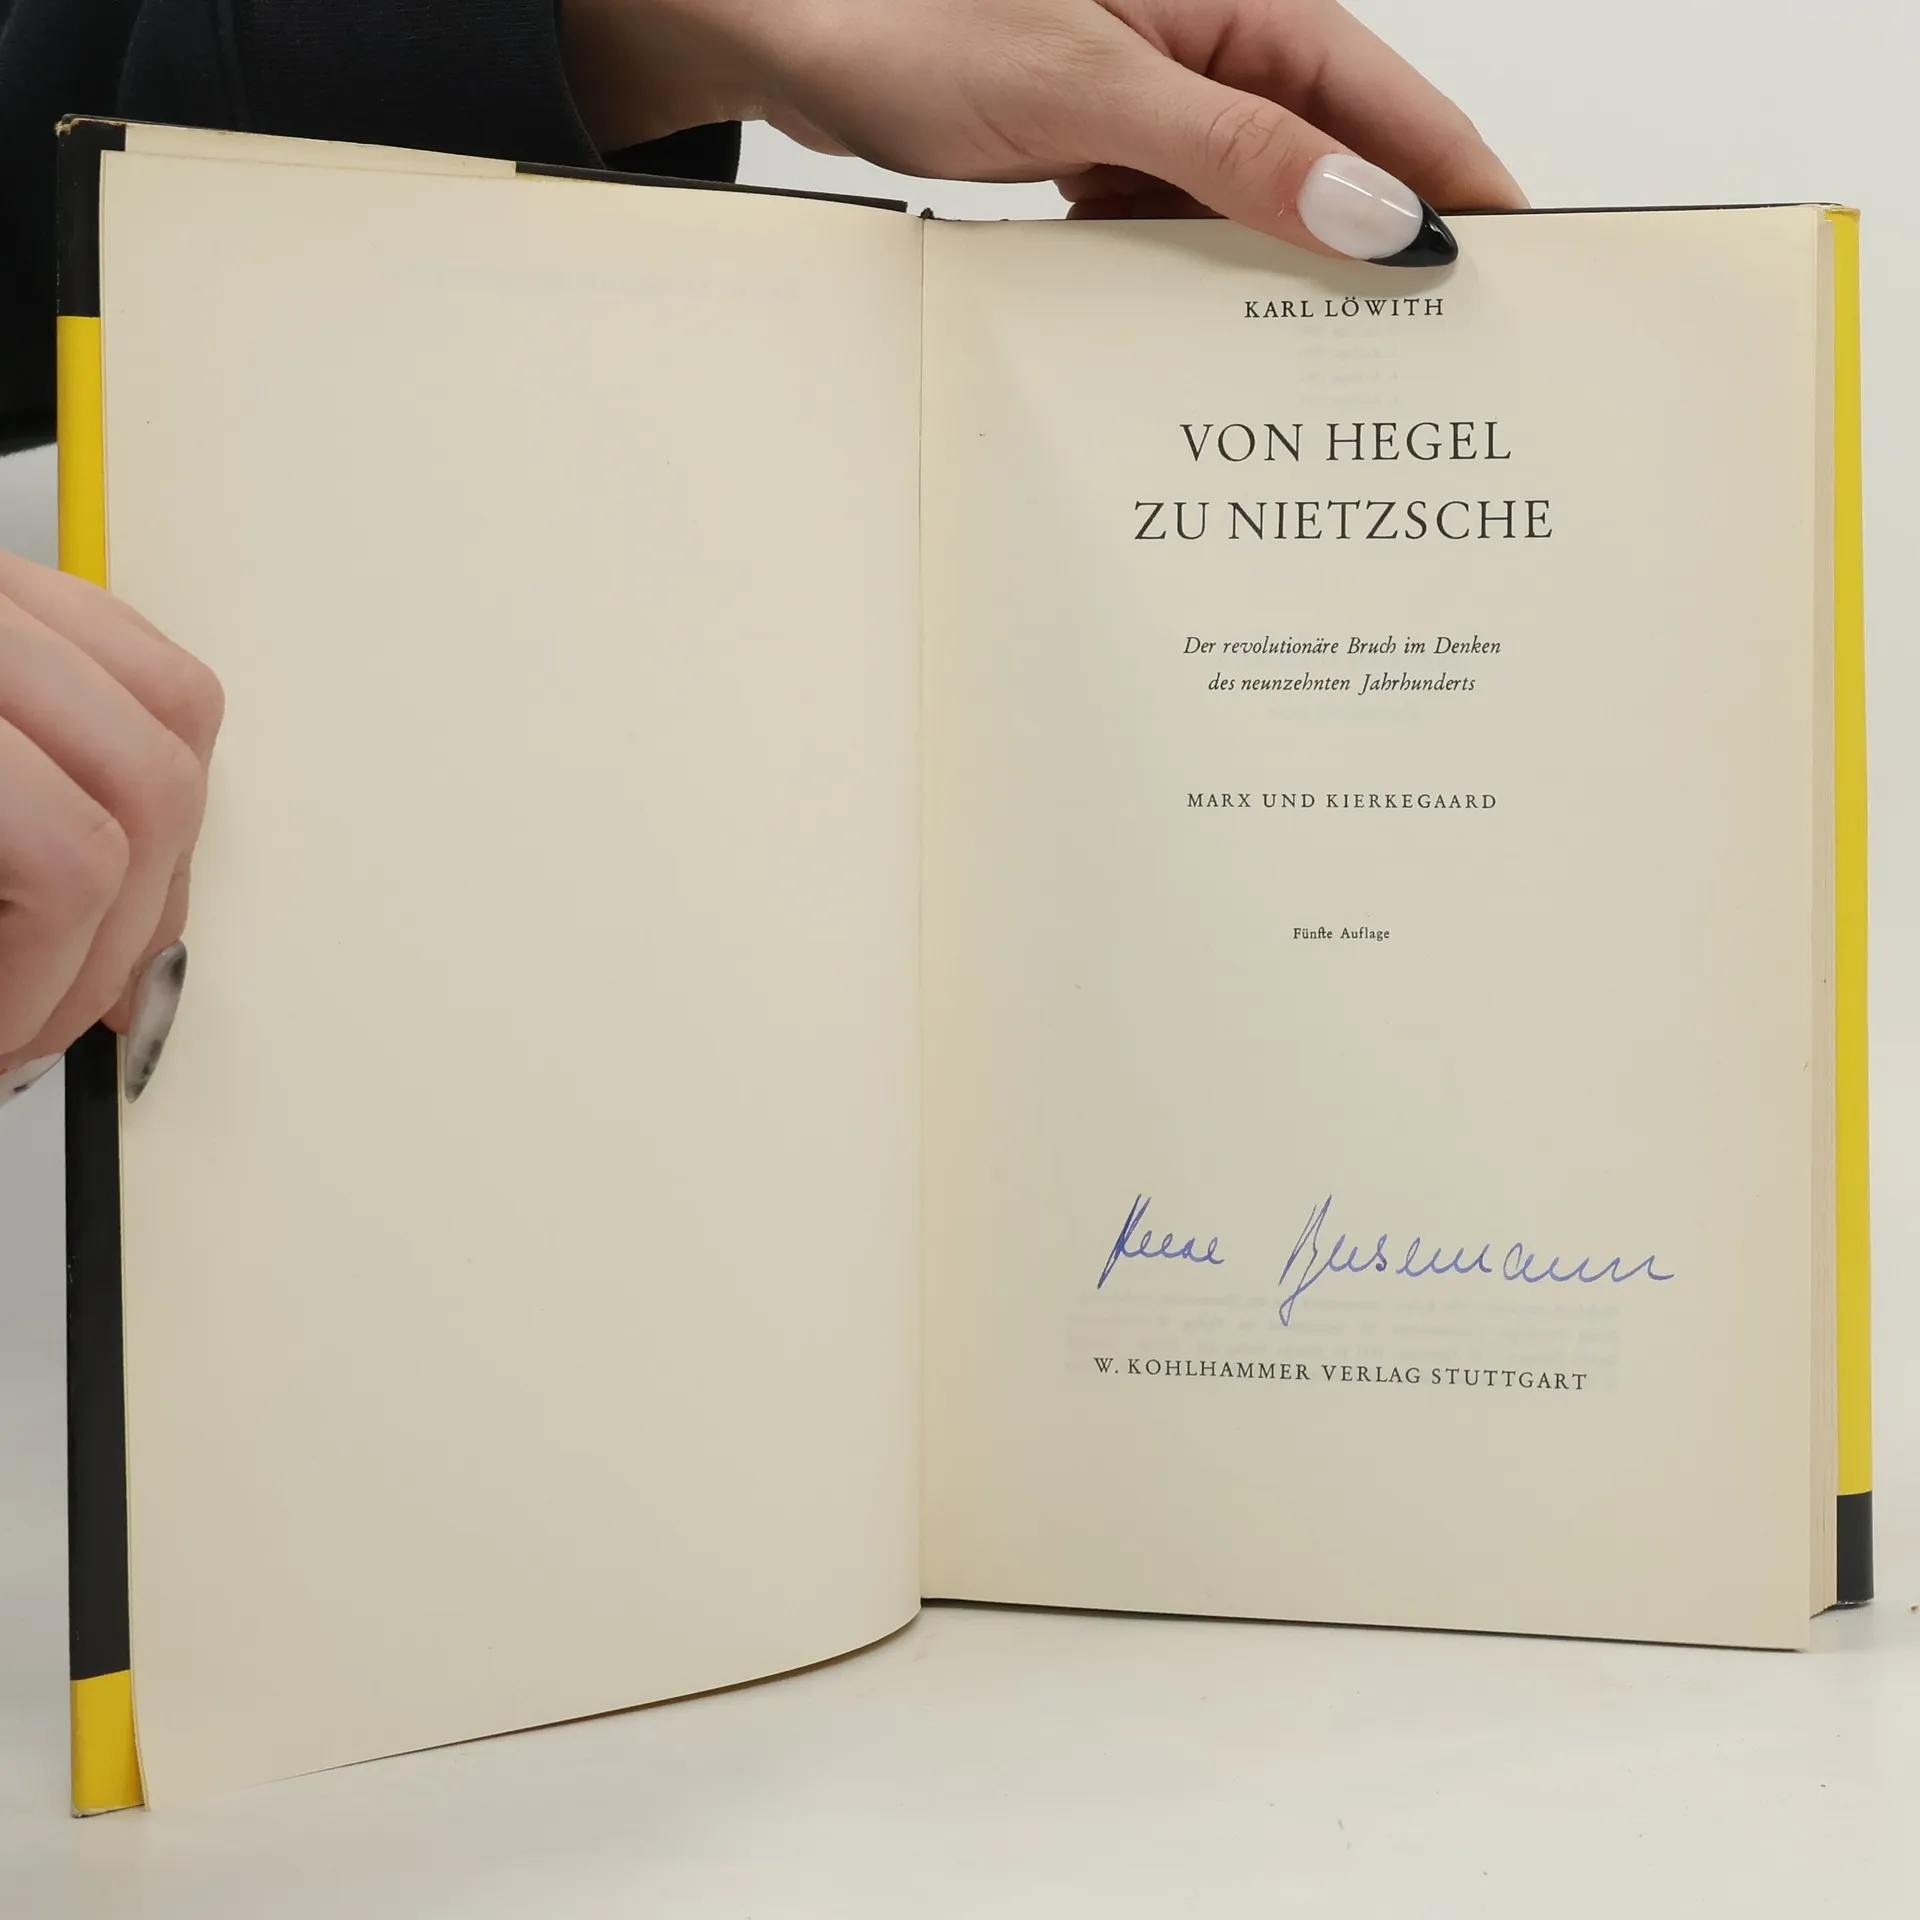 KARL LÖWITH
VON HEGEL
ZU NIETZSCHE
Der revolutionäre Bruch im Denken
des neunzehnten Jahrhunderts
MARX UND KIERKEGAARD
Fünfte Auflage
Busemann
W. KOHLHAMMER VERLAG STUTTGART